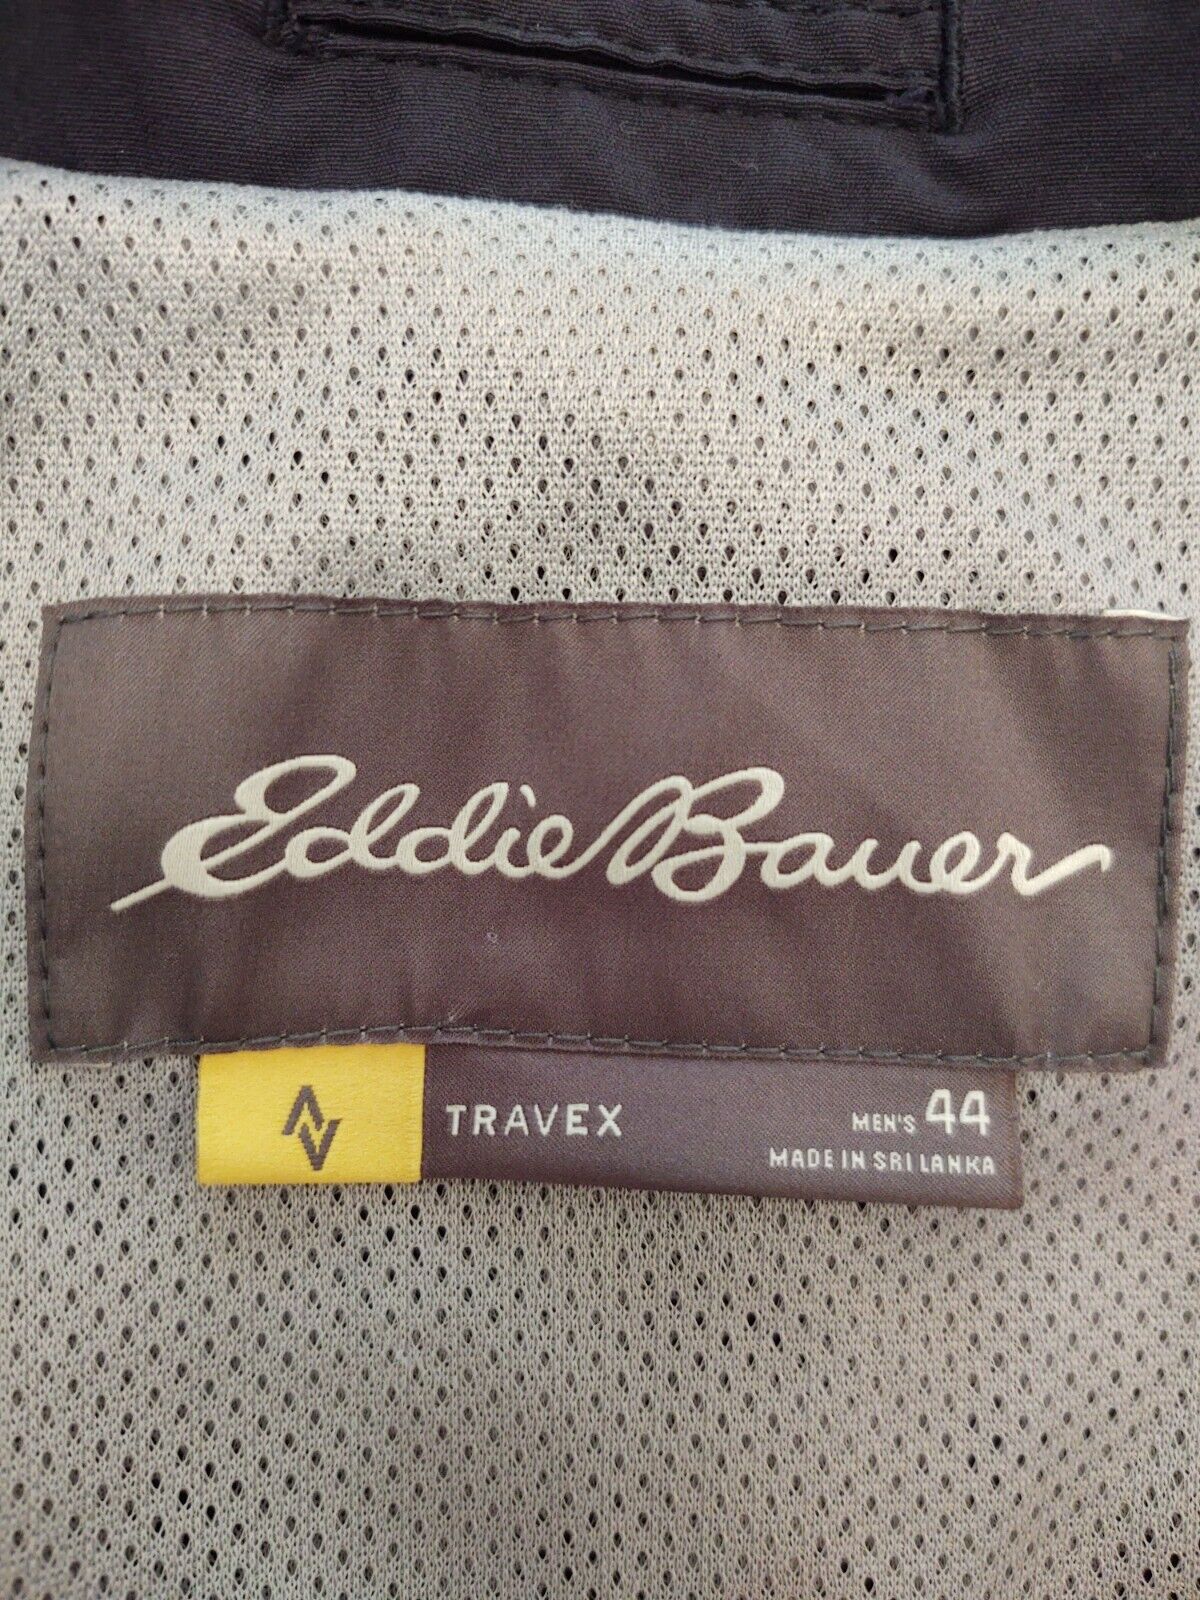 Eddie Bauer
TRAVEX
MEN'S 44
MADE IN SRI LANKA